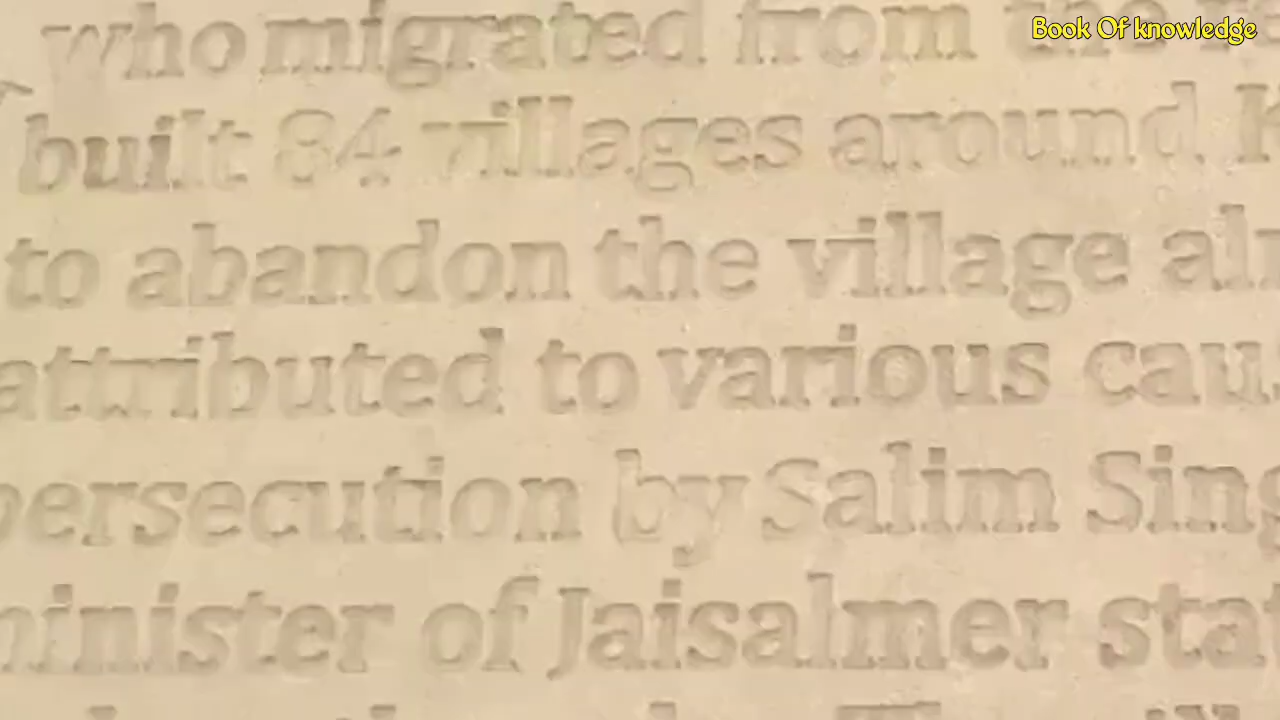 Book Of knowledge
who migrated from the
built 84 villages around
to abandon the village
attributed to various
persecution by Salim
minister of Jaisalmer